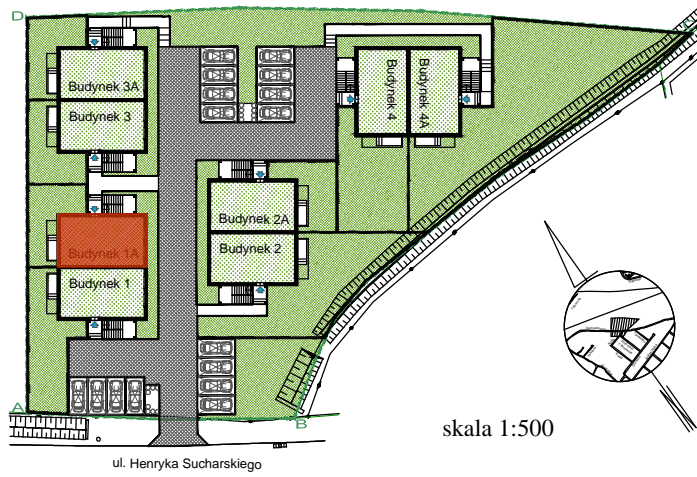 D
Budynek 3A
Budynek 3
Budynek 4
Budynek 4A
Budynek 2A
Budynek 2
Budynek 1A
Budynek 1
A
B
skala 1:500
ul. Henryka Sucharskiego